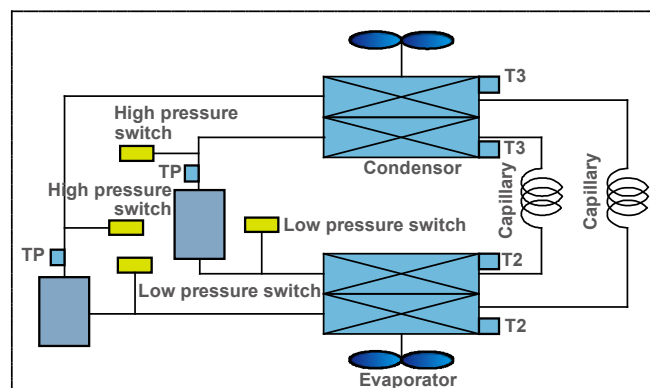 T3
High pressure
switch
T3
TP
Condensor
Capillary
Capillary
High pressure
switch
Low pressure switch
TP
T2
Low pressure switch
T2
Evaporator